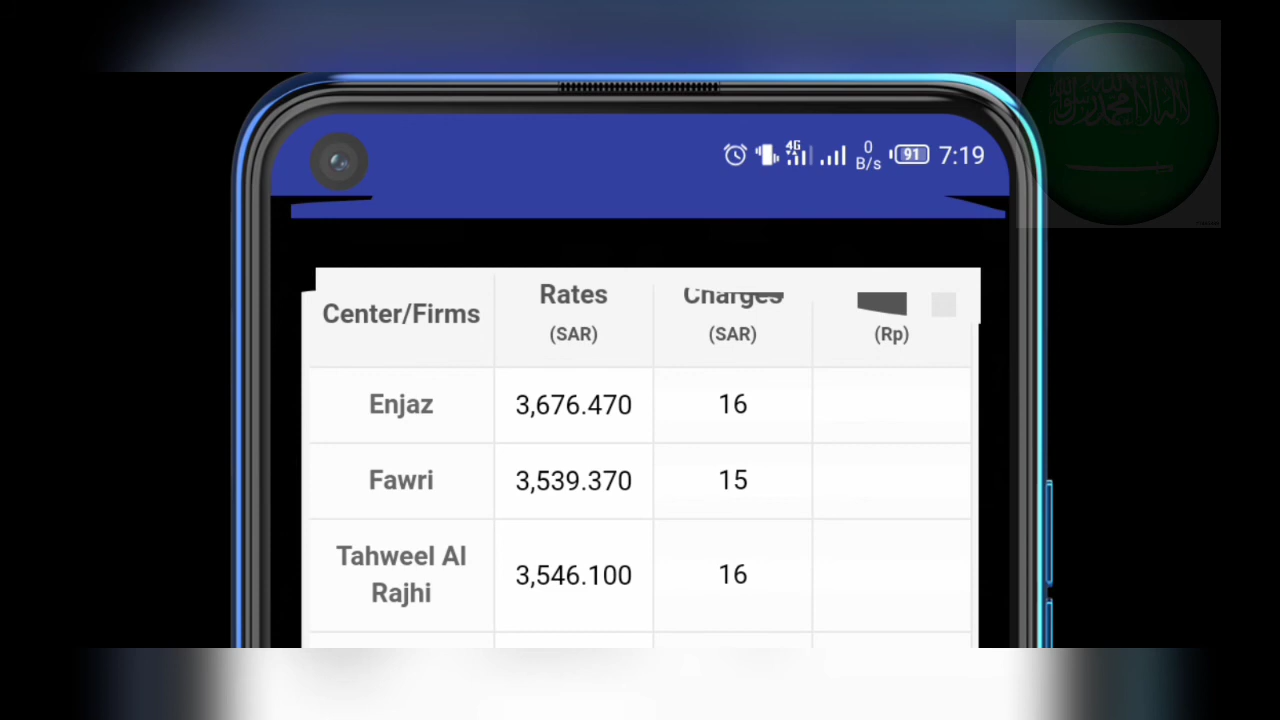 4G
0
B/s
91
7:19
Center/Firms
Rates
(SAR)
Charges
(SAR)
(Rp)
Enjaz
3,676.470
16
Fawri
3,539.370
15
Tahweel Al
Rajhi
3,546.100
16